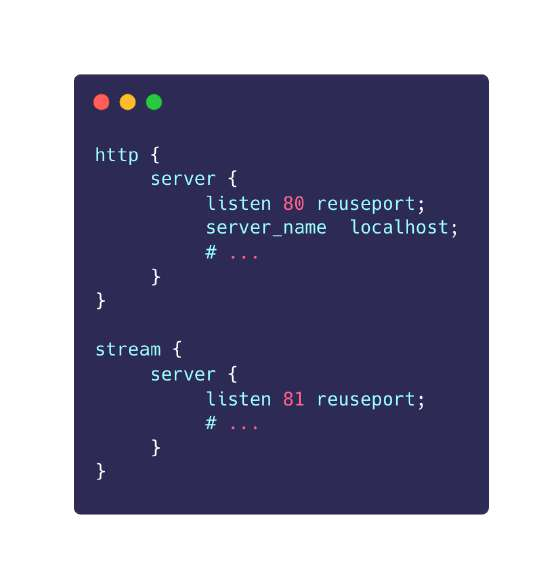 http {
     server {
          listen 80 reuseport;
          server_name  localhost;
          # ...
     }
}

stream {
     server {
          listen 81 reuseport;
          # ...
     }
}